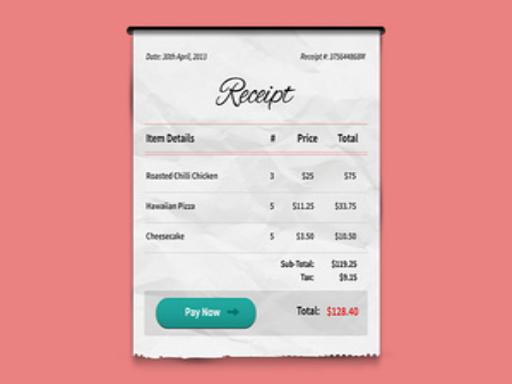 Date: 30th April, 2013 Receipt #: 375644868M
Receipt
Item Details # Price Total
Roasted Chilli Chicken 3 $25 $75
Hawaiian Pizza 5 $11.25 $33.75
Cheesecake 5 $3.50 $10.50
Sub-Total: $119.25
Tax: $9.15
Pay Now Total: $128.40